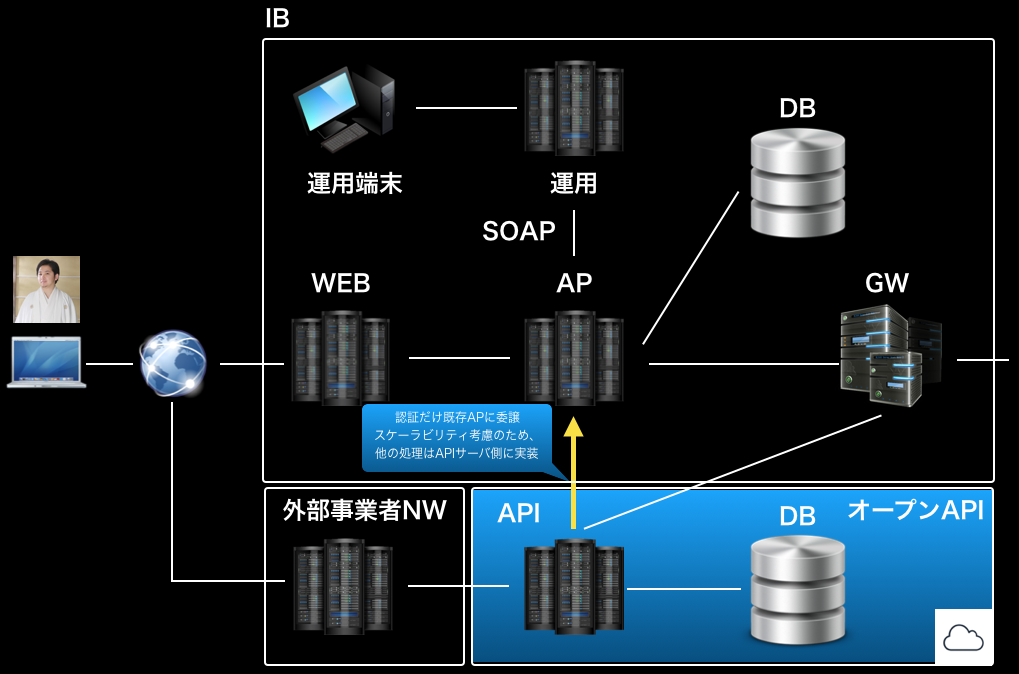 IB
DB
運用端末
運用
SOAP
WEB
AP
GW
認証だけ既存APに委譲
スケーラビリティ考慮のため、
他の処理はAPIサーバ側に実装
外部事業者NW
API
DB
オープンAPI